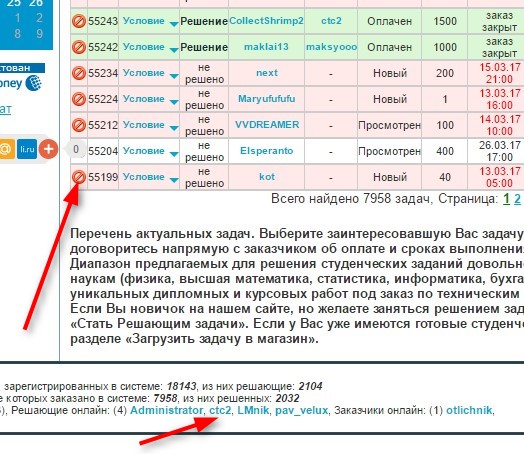 25 26
1 2
8 9
стован
oney
ат
@ li.ru + 0
55243 Условие Решение CollectShrimp2 ctc2 Оплачен 1500 заказ закрыт
55242 Условие Решение maklai13 maksyooo Оплачен 1000 заказ закрыт
55234 Условие не решено next - Новый 200 15.03.17 21:00
55224 Условие не решено Maryufufufu - Новый 1 13.03.17 16:00
55212 Условие не решено VVDREAMER - Просмотрен 100 14.03.17 10:00
55204 Условие не решено Elsperanto - Просмотрен 400 26.03.17 17:00
55199 Условие не решено kot - Новый 40 13.03.17 05:00
Всего найдено 7958 задач, Страница: 1 2
Перечень актуальных задач. Выберите заинтересовавшую Вас задачу
договоритесь напрямую с заказчиком об оплате и сроках выполнени
Диапазон предлагаемых для решения студенческих заданий довольн
наукам (физика, высшая математика, статистика, информатика, бухга
уникальных дипломных и курсовых работ под заказ по техническим
Если Вы новичок на нашем сайте, но желаете заняться решением зад
«Стать Решающим задачи». Если у Вас уже имеются готовые студенч
разделе «Загрузить задачу в магазин».
зарегистрированных в системе: 18143, из них решающие: 2104
е которых заказано в системе: 7958, из них решенных: 2032
), Решающие онлайн: (4) Administrator, ctc2, LMnik, pav_velux, Заказчики онлайн: (1) otlichnik,